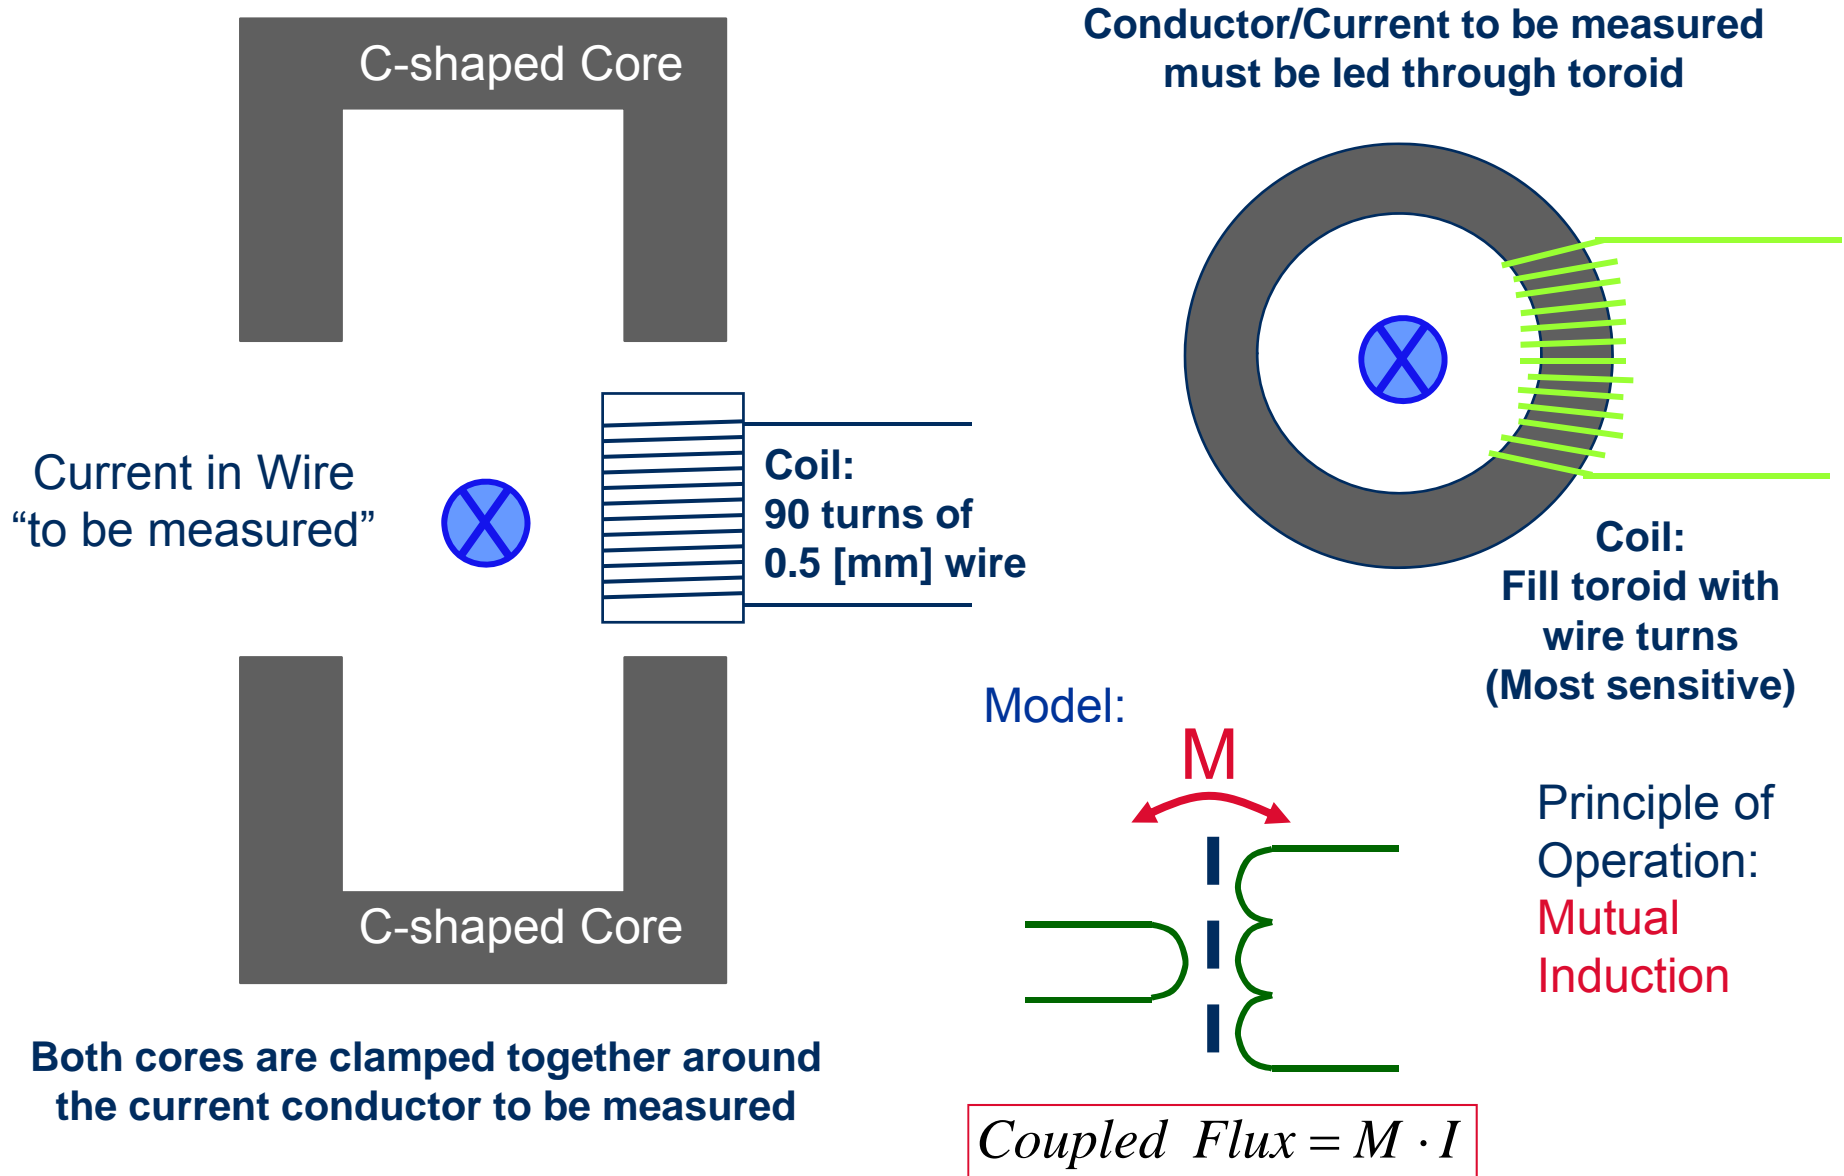 C-shaped Core
Current in Wire
“to be measured”
Coil:
90 turns of
0.5 [mm] wire
C-shaped Core
Both cores are clamped together around
the current conductor to be measured
Conductor/Current to be measured
must be led through toroid
Coil:
Fill toroid with
wire turns
(Most sensitive)
Model:
M
Principle of
Operation:
Mutual
Induction
Coupled Flux = M · I